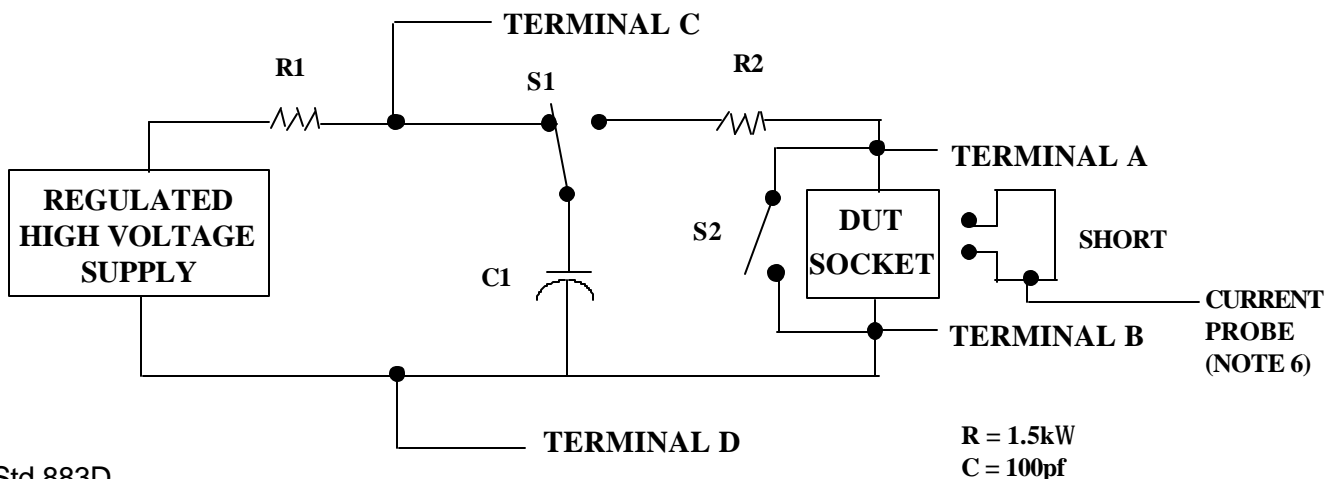 TERMINAL C
R1
S1
R2
TERMINAL A
REGULATED
HIGH VOLTAGE
SUPPLY
C1
S2
DUT
SOCKET
SHORT
CURRENT
PROBE
(NOTE 6)
TERMINAL B
TERMINAL D
R = 1.5kW
C = 100pf
Std 883D